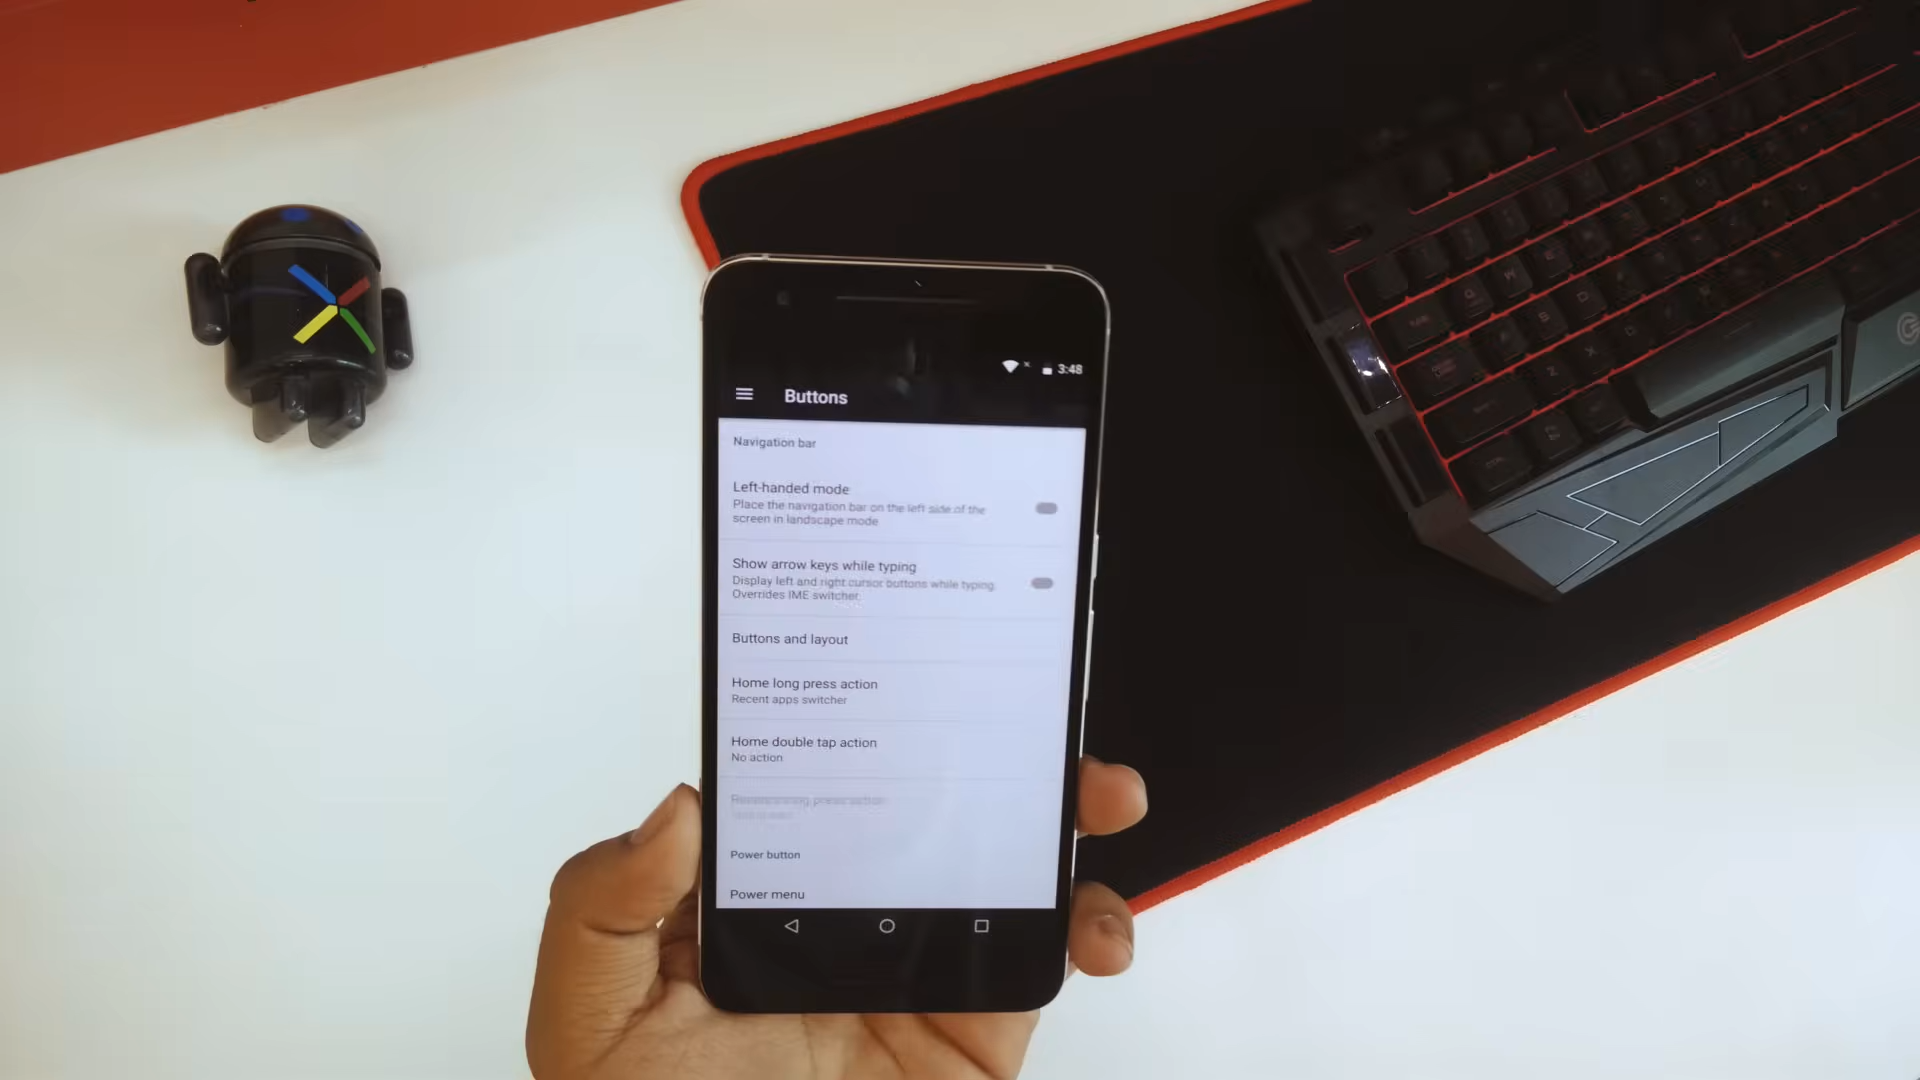 3:48
Buttons
Navigation bar
Left-handed mode
Place the navigation bar on the left side of the
screen in landscape mode
Show arrow keys while typing
Display left and right cursor buttons while typing.
Overrides IME switcher.
Buttons and layout
Home long press action
Recent apps switcher
Home double tap action
No action
press action
Power button
Power menu